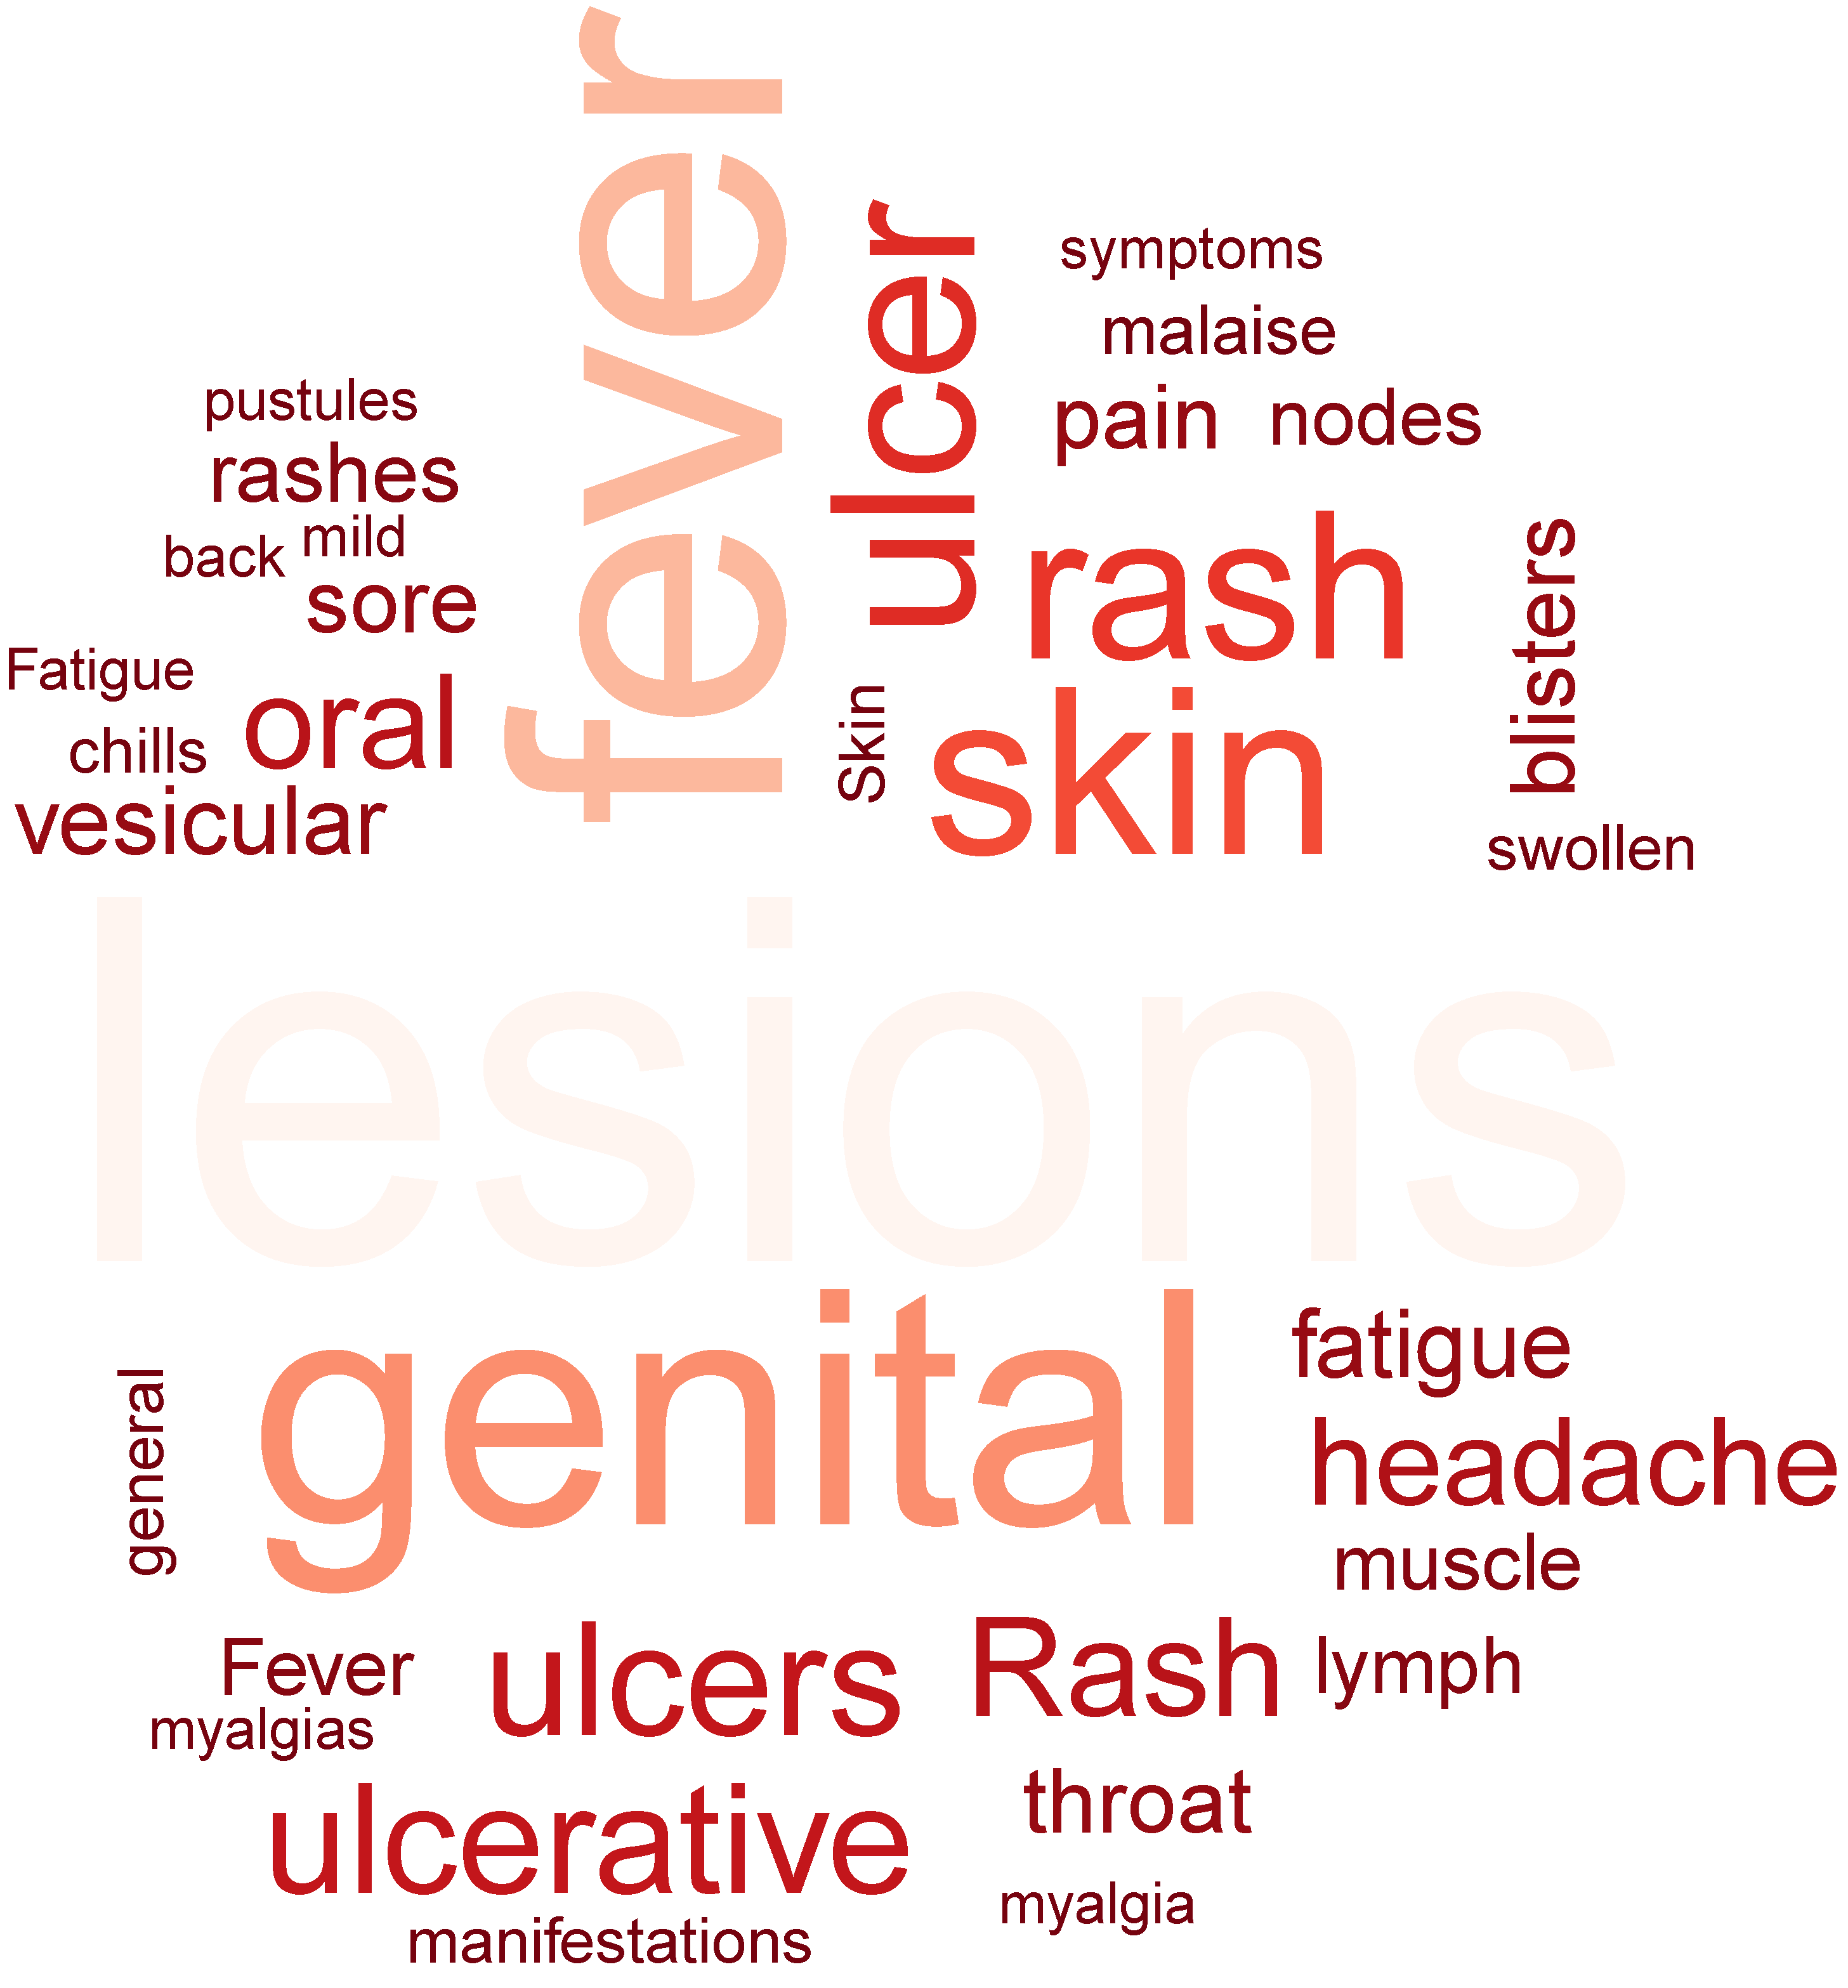 fever
ulcer
symptoms
malaise
pustules
pain nodes
rashes
mild
back
rash
blisters
sore
Fatigue
oral
Skin
skin
chills
vesicular
swollen
lesions
genital
fatigue
general
headache
muscle
Fever
ulcers
Rash
lymph
myalgias
throat
ulcerative
myalgia
manifestations